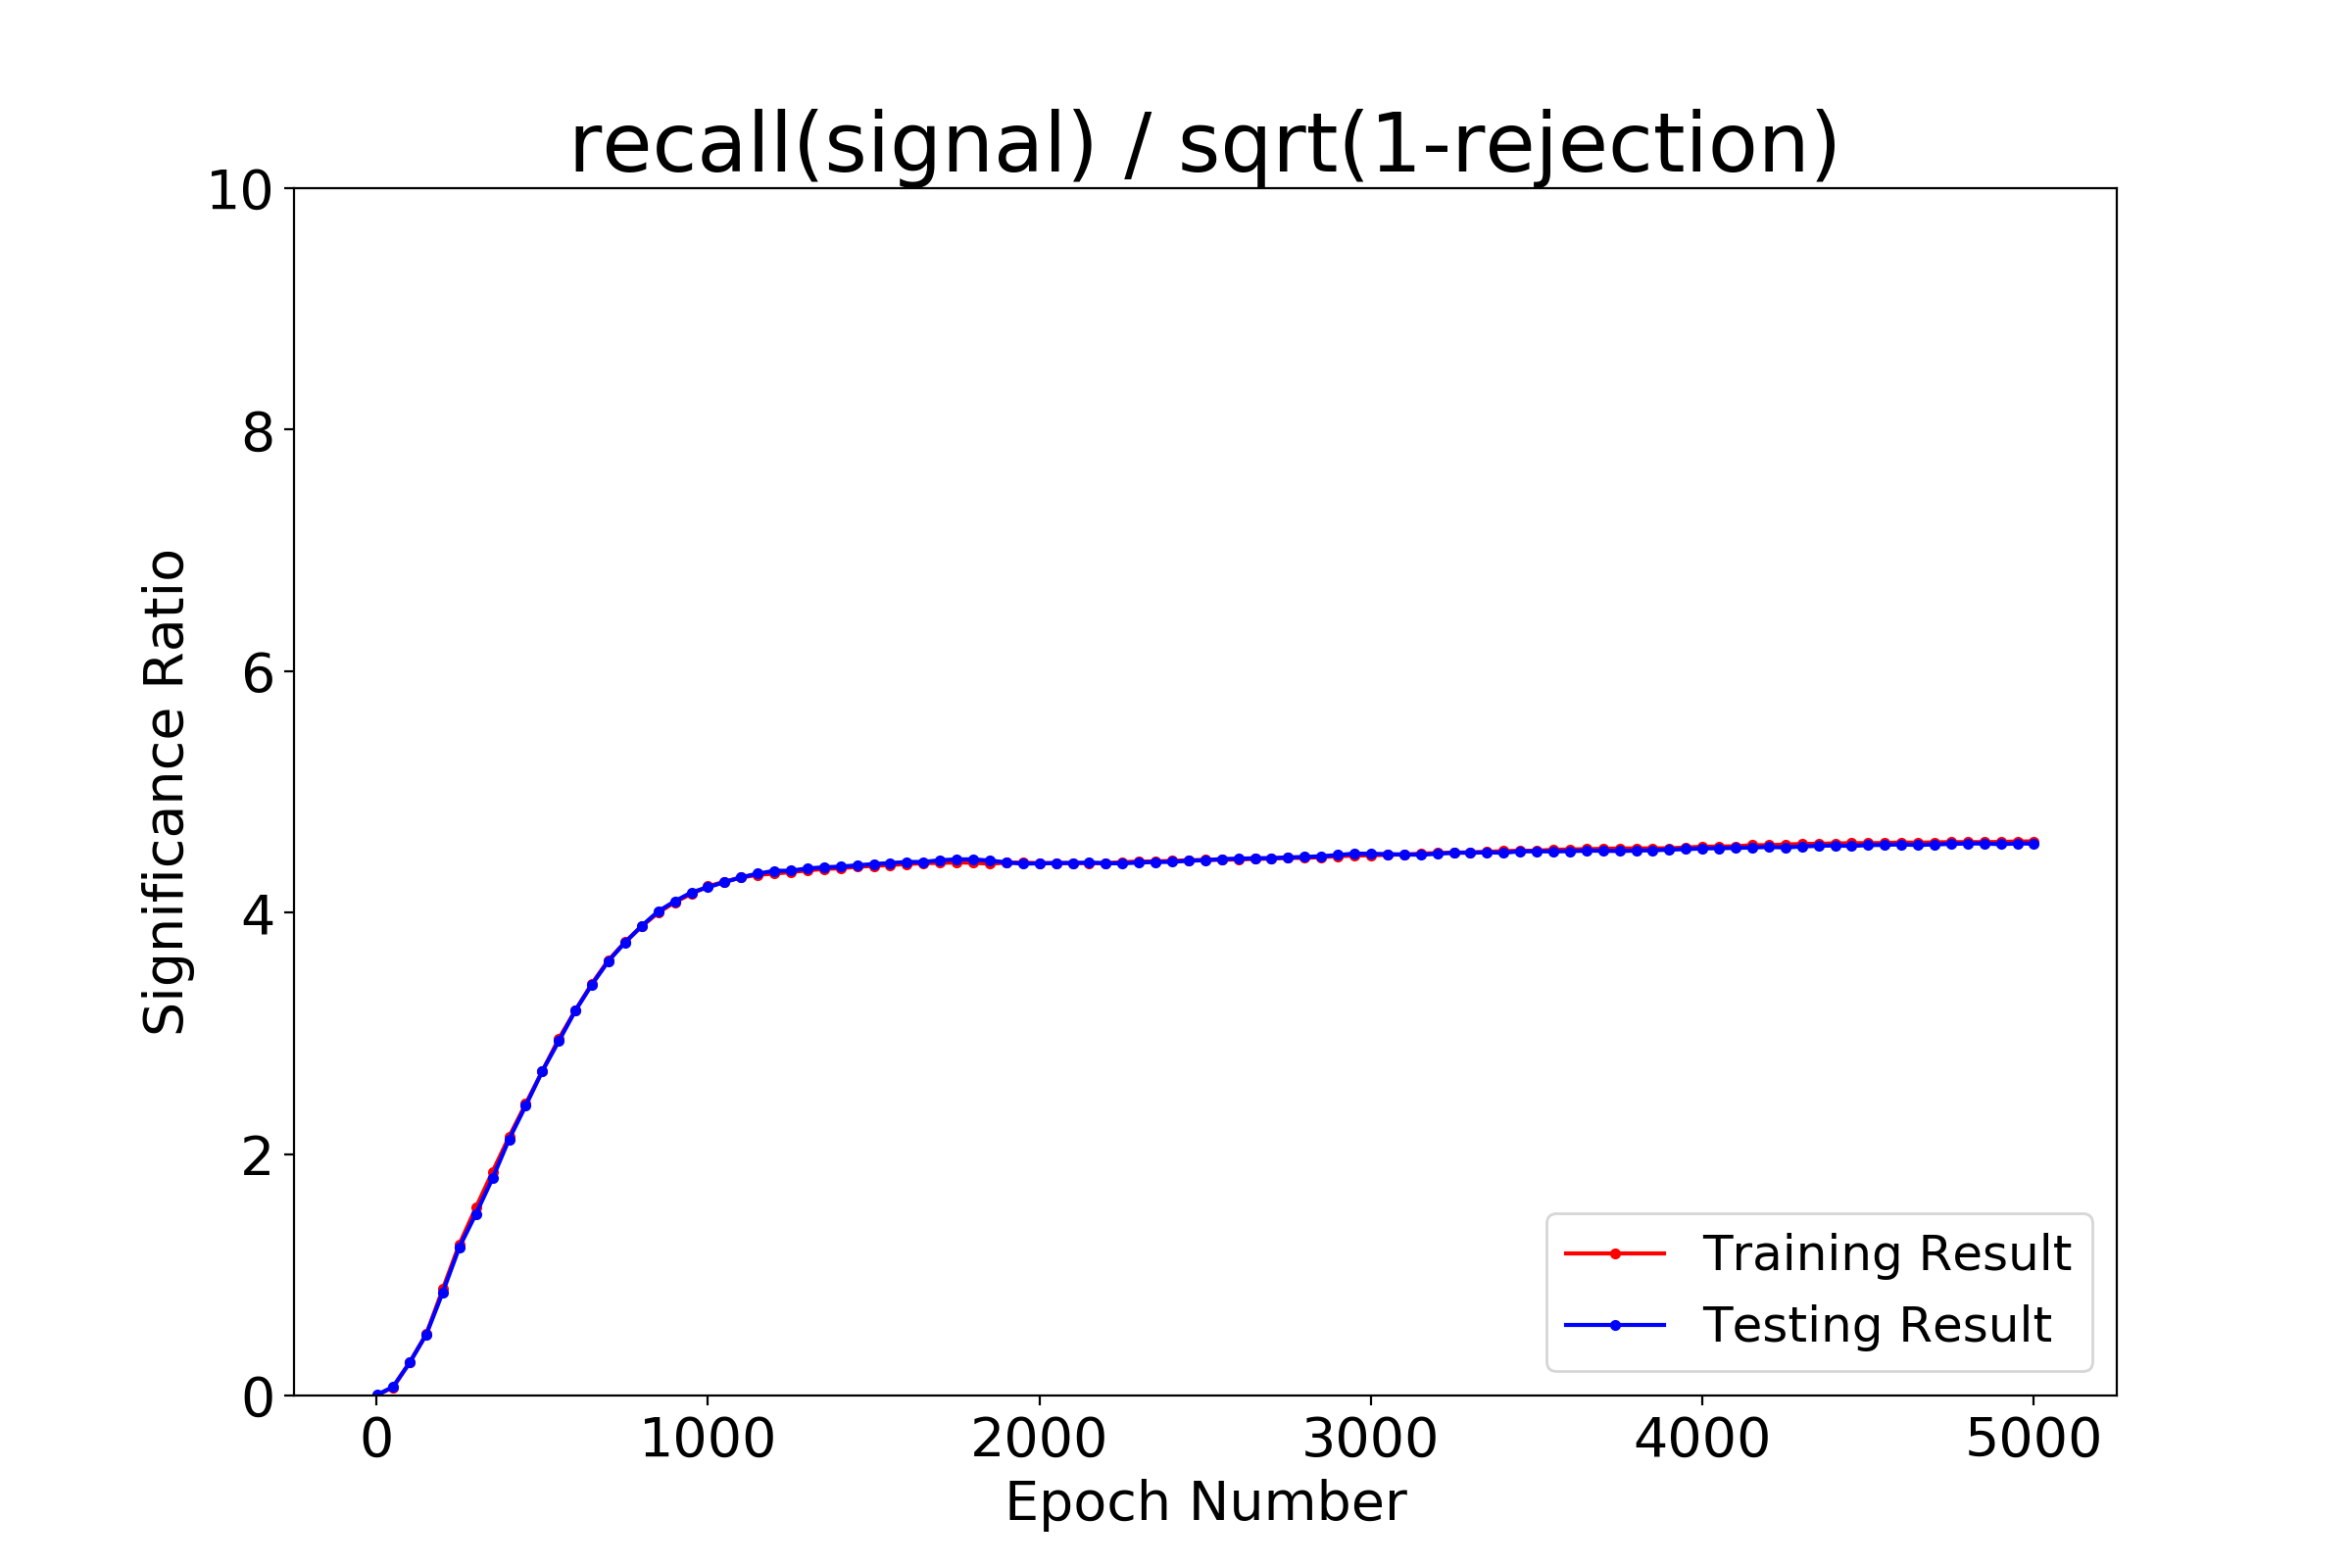 recall(signal) / sqrt(1-rejection)
10
8
6
4
2
0
Significance Ratio
0 1000 2000 3000 4000 5000
Epoch Number
Training Result
Testing Result